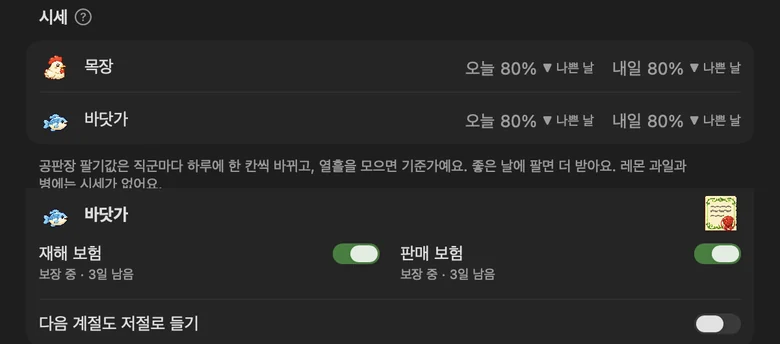 시세 ?
목장 오늘 80% ▼ 나쁜 날 내일 80% ▼ 나쁜 날
바닷가 오늘 80% ▼ 나쁜 날 내일 80% ▼ 나쁜 날
공판장 팔기값은 직군마다 하루에 한 칸씩 바뀌고, 열흘을 모으면 기준가예요. 좋은 날에 팔면 더 받아요. 레몬 과일과
병에는 시세가 없어요.
바닷가
재해 보험 판매 보험
보장 중 · 3일 남음 보장 중 · 3일 남음
다음 계절도 저절로 들기